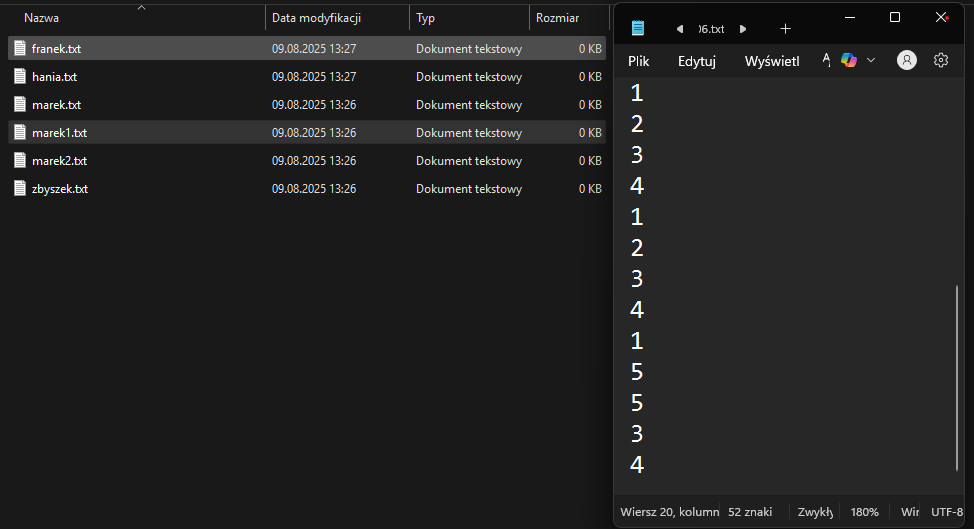 Nazwa Data modyfikacji Typ Rozmiar
franek.txt 09.08.2025 13:27 Dokument tekstowy 0 KB
hania.txt 09.08.2025 13:27 Dokument tekstowy 0 KB
marek.txt 09.08.2025 13:26 Dokument tekstowy 0 KB
marek1.txt 09.08.2025 13:26 Dokument tekstowy 0 KB
marek2.txt 09.08.2025 13:26 Dokument tekstowy 0 KB
zbyszek.txt 09.08.2025 13:26 Dokument tekstowy 0 KB
06.txt
Plik Edytuj Wyświetl A
1
2
3
4
1
2
3
4
1
5
5
3
4
Wiersz 20, kolumn 52 znaki Zwykły 180% Wir UTF-8